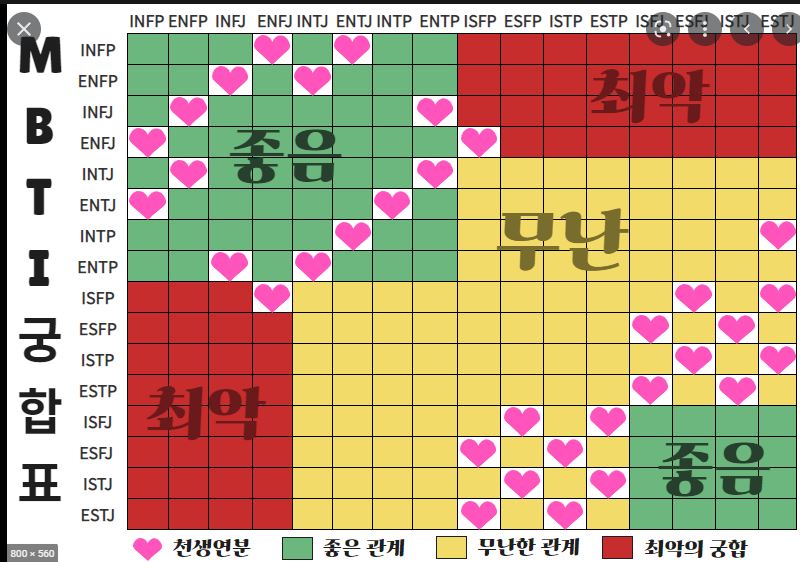 INFP ENFP INFJ ENFJ INTJ ENTJ INTP ENTP ISFP ESFP ISTP ESTP ISFJ ESFJ ISTJ ESTJ
MBTI궁합표
INFP
ENFP
최악
INFJ
ENFJ
좋음
INTJ
ENTJ
무난
INTP
ENTP
ISFP
ESFP
ISTP
ESTP
최악
ISFJ
ESFJ
좋음
ISTJ
ESTJ
천생연분 좋은 관계 무난한 관계 최악의 궁합
800 × 560